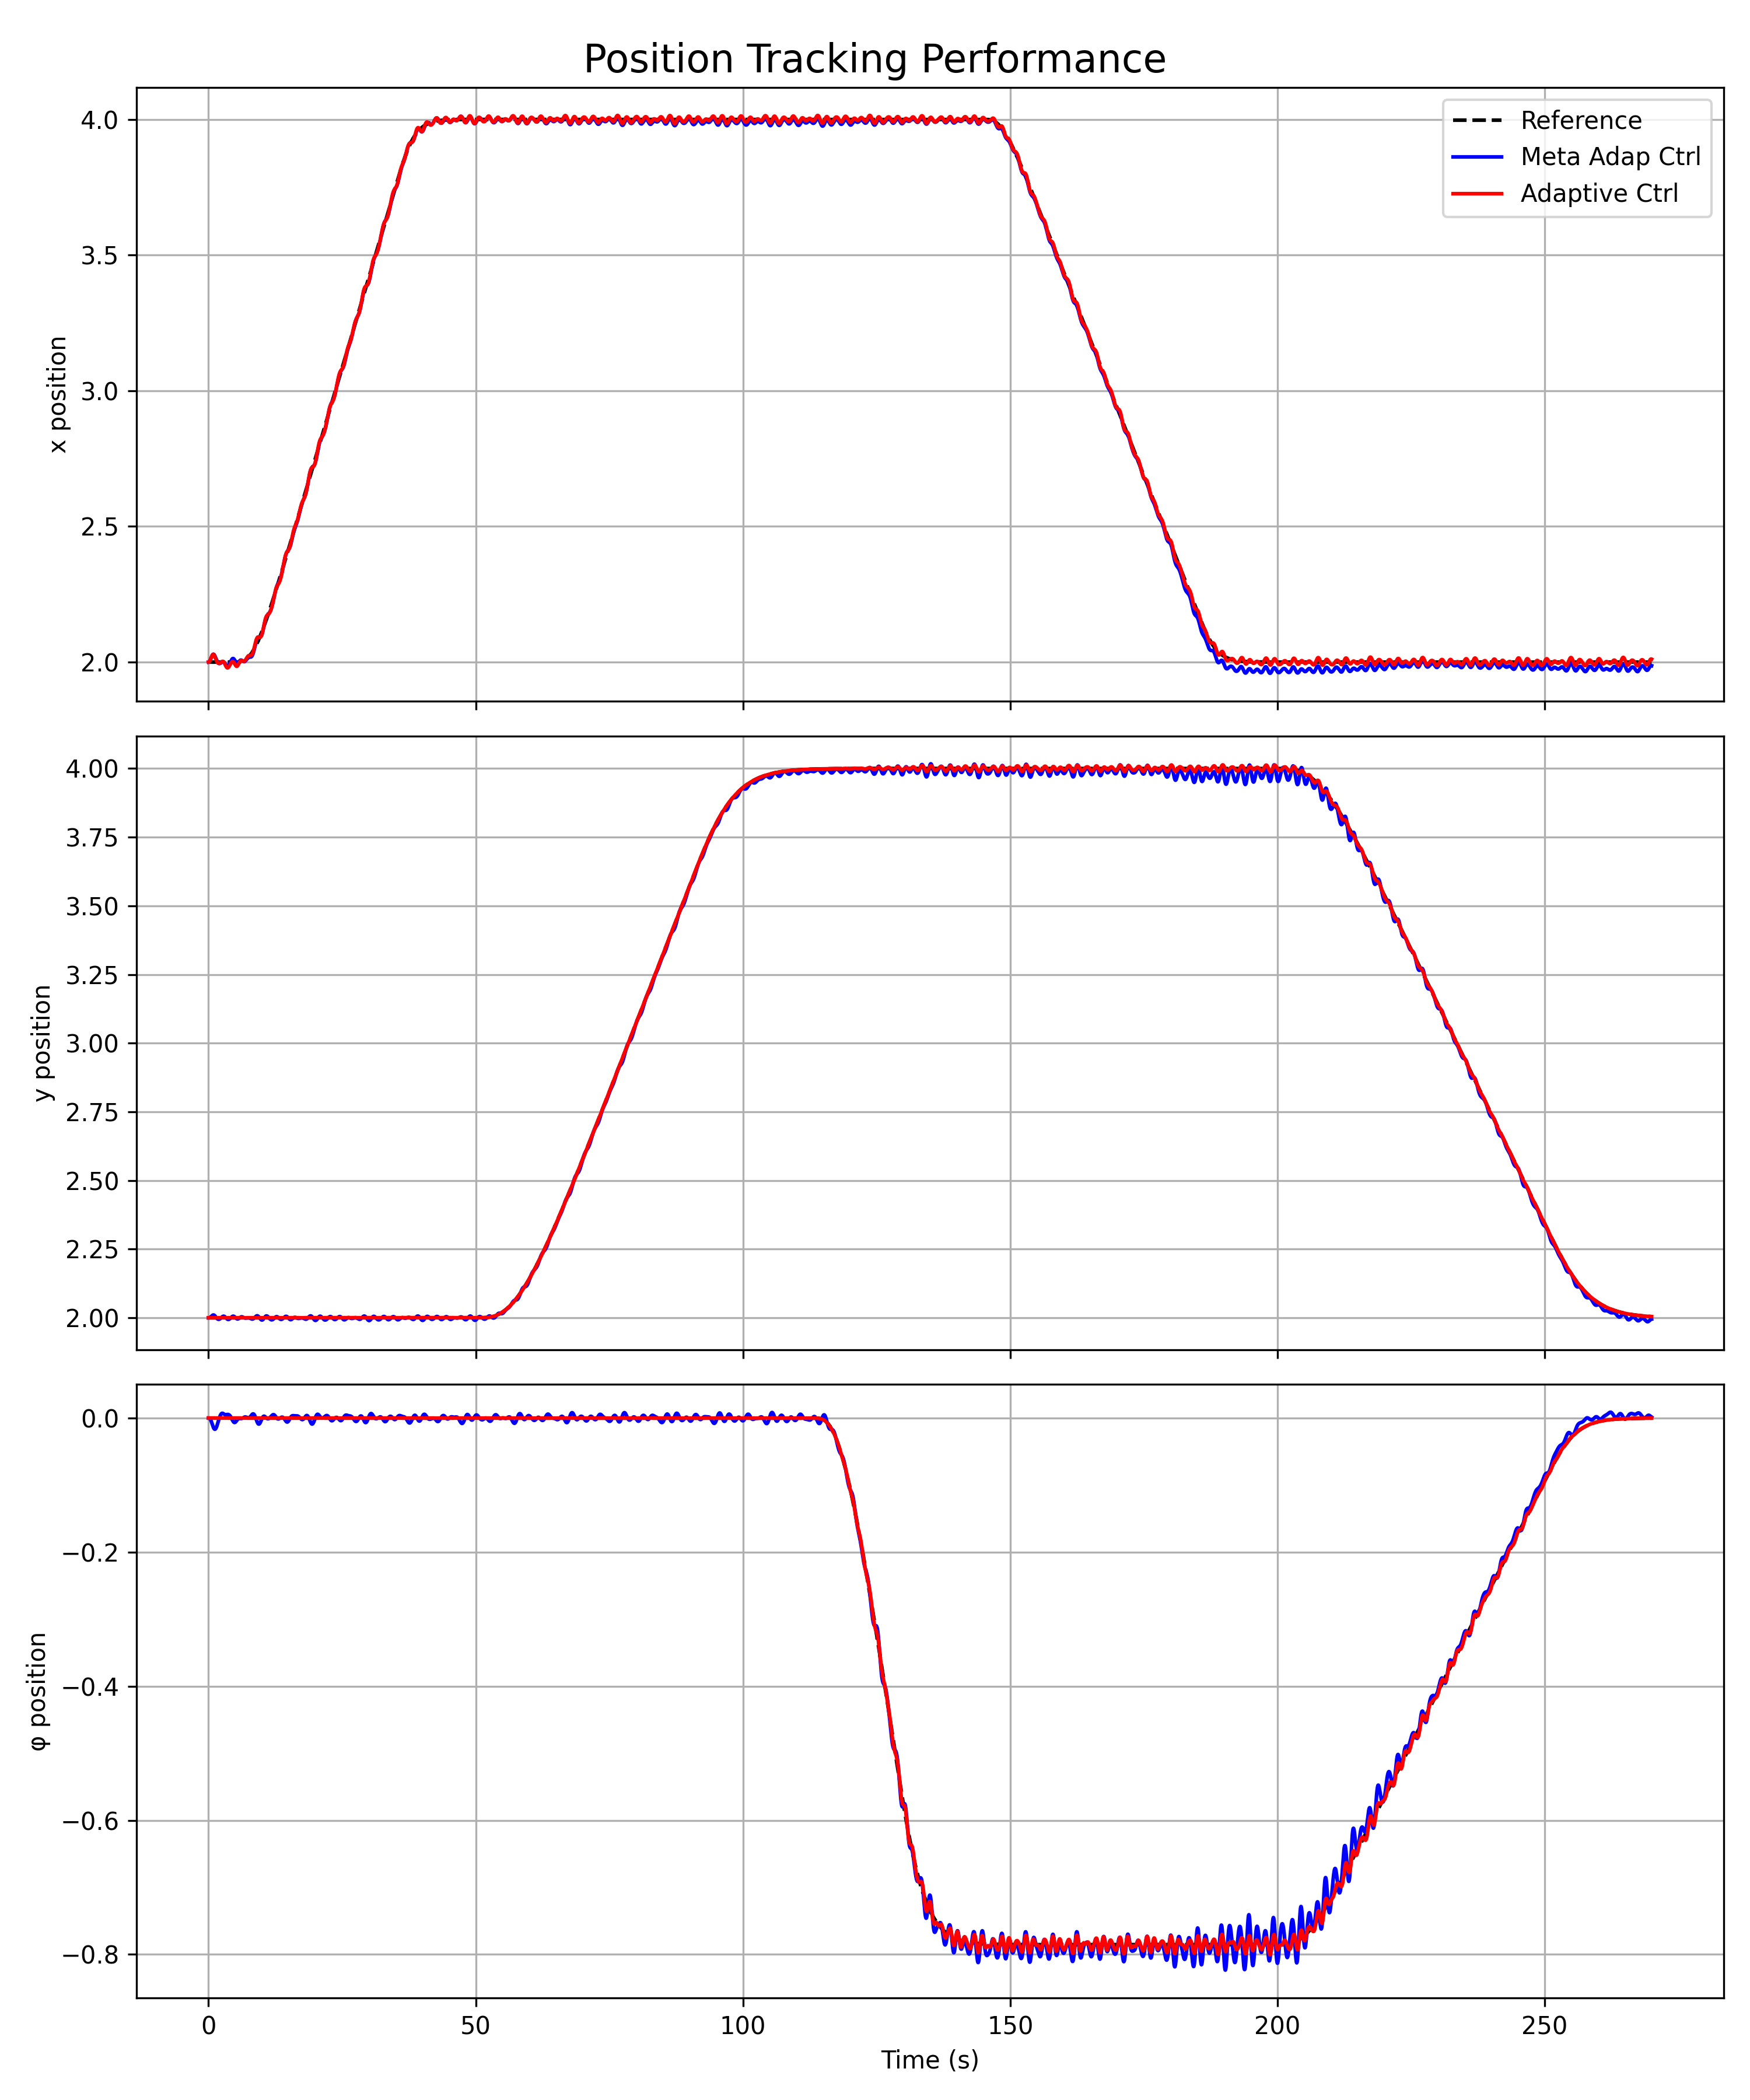 Position Tracking Performance
4.0
3.5
3.0
2.5
2.0
x position
Reference
Meta Adap Ctrl
Adaptive Ctrl
4.00
3.75
3.50
3.25
3.00
2.75
2.50
2.25
2.00
y position
0.0
−0.2
−0.4
−0.6
−0.8
φ position
0 50 100 150 200 250
Time (s)